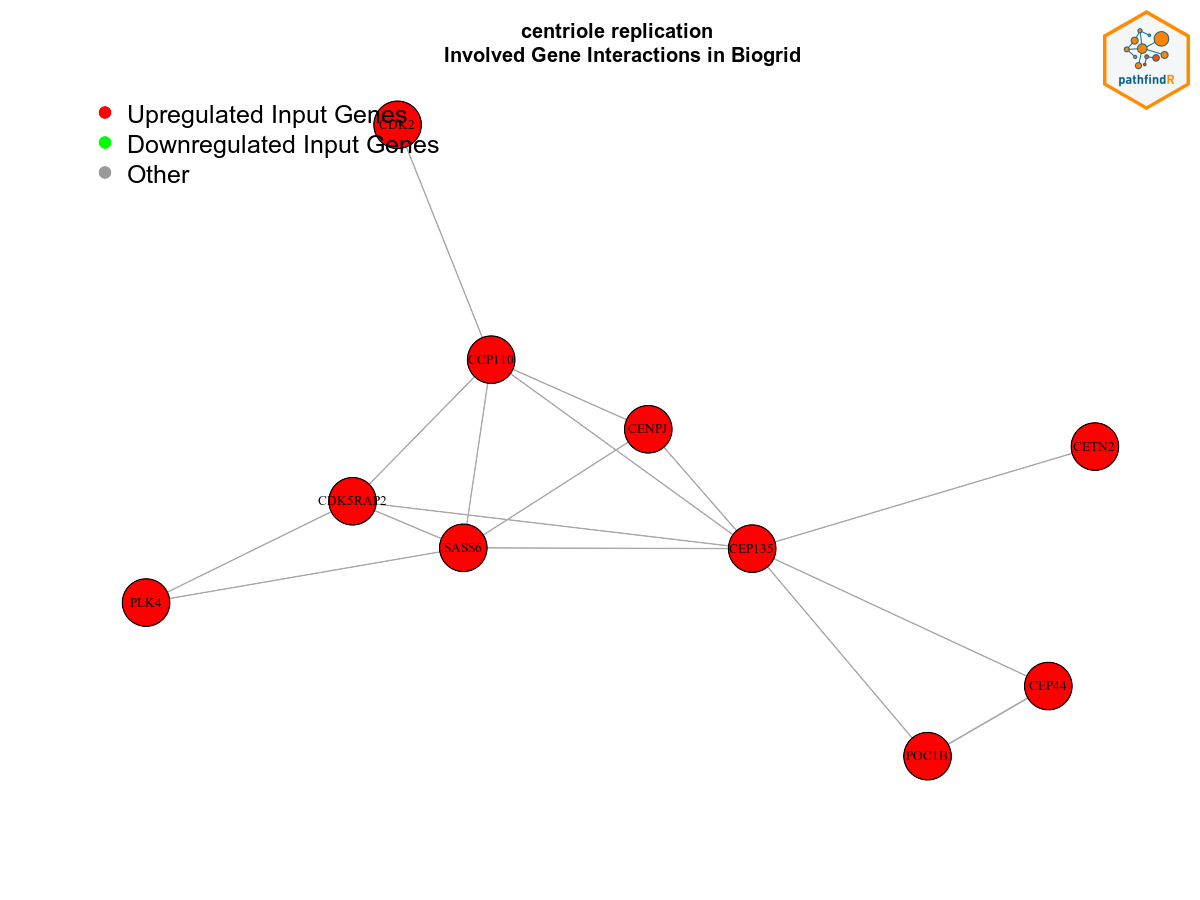 centriole replication
Involved Gene Interactions in Biogrid
pathfindR
Upregulated Input Genes
CDK2
Downregulated Input Genes
Other
CCP110
CENPJ
CETN2
CDK5RAP2
SASS6
CEP135
PLK4
CEP44
POC1B